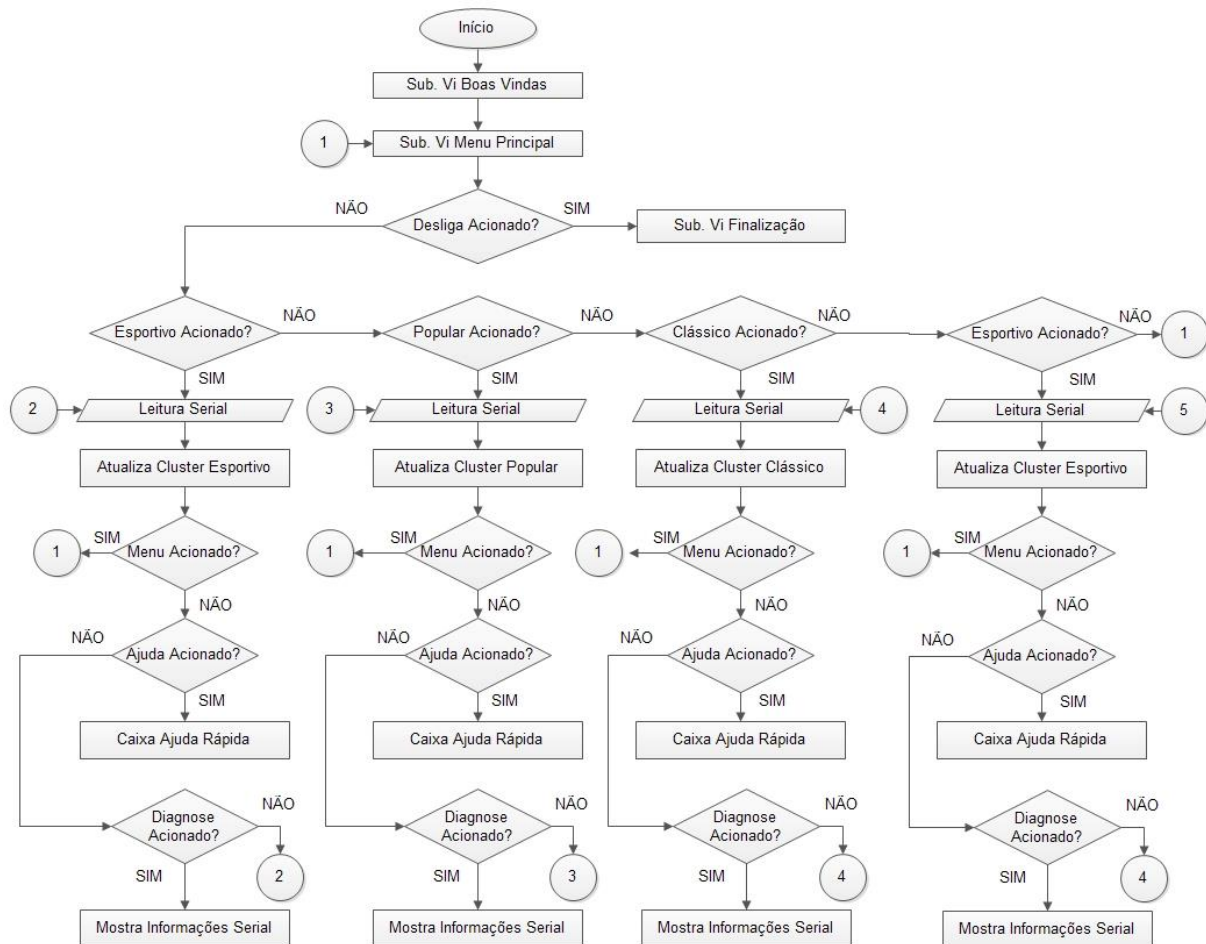 Início
Sub. Vi Boas Vindas
1
Sub. Vi Menu Principal
NÃO
Desliga Acionado?
SIM
Sub. Vi Finalização
Esportivo Acionado?
NÃO
Popular Acionado?
NÃO
Clássico Acionado?
NÃO
Esportivo Acionado?
NÃO
1
SIM
SIM
SIM
SIM
2
Leitura Serial
3
Leitura Serial
Leitura Serial
4
Leitura Serial
5
Atualiza Cluster Esportivo
Atualiza Cluster Popular
Atualiza Cluster Clássico
Atualiza Cluster Esportivo
1
SIM
Menu Acionado?
1
SIM
Menu Acionado?
1
SIM
Menu Acionado?
1
SIM
Menu Acionado?
NÃO
NÃO
NÃO
NÃO
NÃO
Ajuda Acionado?
NÃO
Ajuda Acionado?
NÃO
Ajuda Acionado?
NÃO
Ajuda Acionado?
SIM
SIM
SIM
SIM
Caixa Ajuda Rápida
Caixa Ajuda Rápida
Caixa Ajuda Rápida
Caixa Ajuda Rápida
Diagnose
Acionado?
NÃO
Diagnose
Acionado?
NÃO
Diagnose
Acionado?
NÃO
Diagnose
Acionado?
NÃO
SIM
2
SIM
3
SIM
4
SIM
4
Mostra Informações Serial
Mostra Informações Serial
Mostra Informações Serial
Mostra Informações Serial